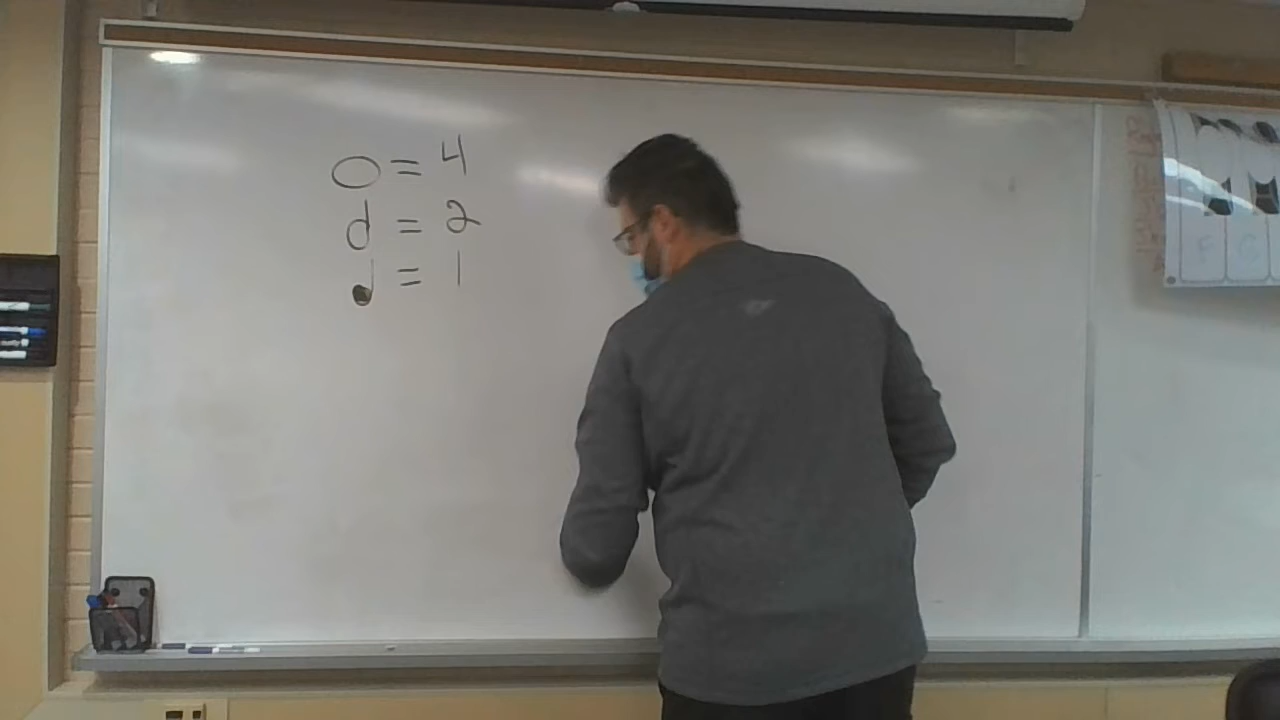 𝅝 = 4
𝅗𝅥 = 2
𝅘𝅥 = 1
F G